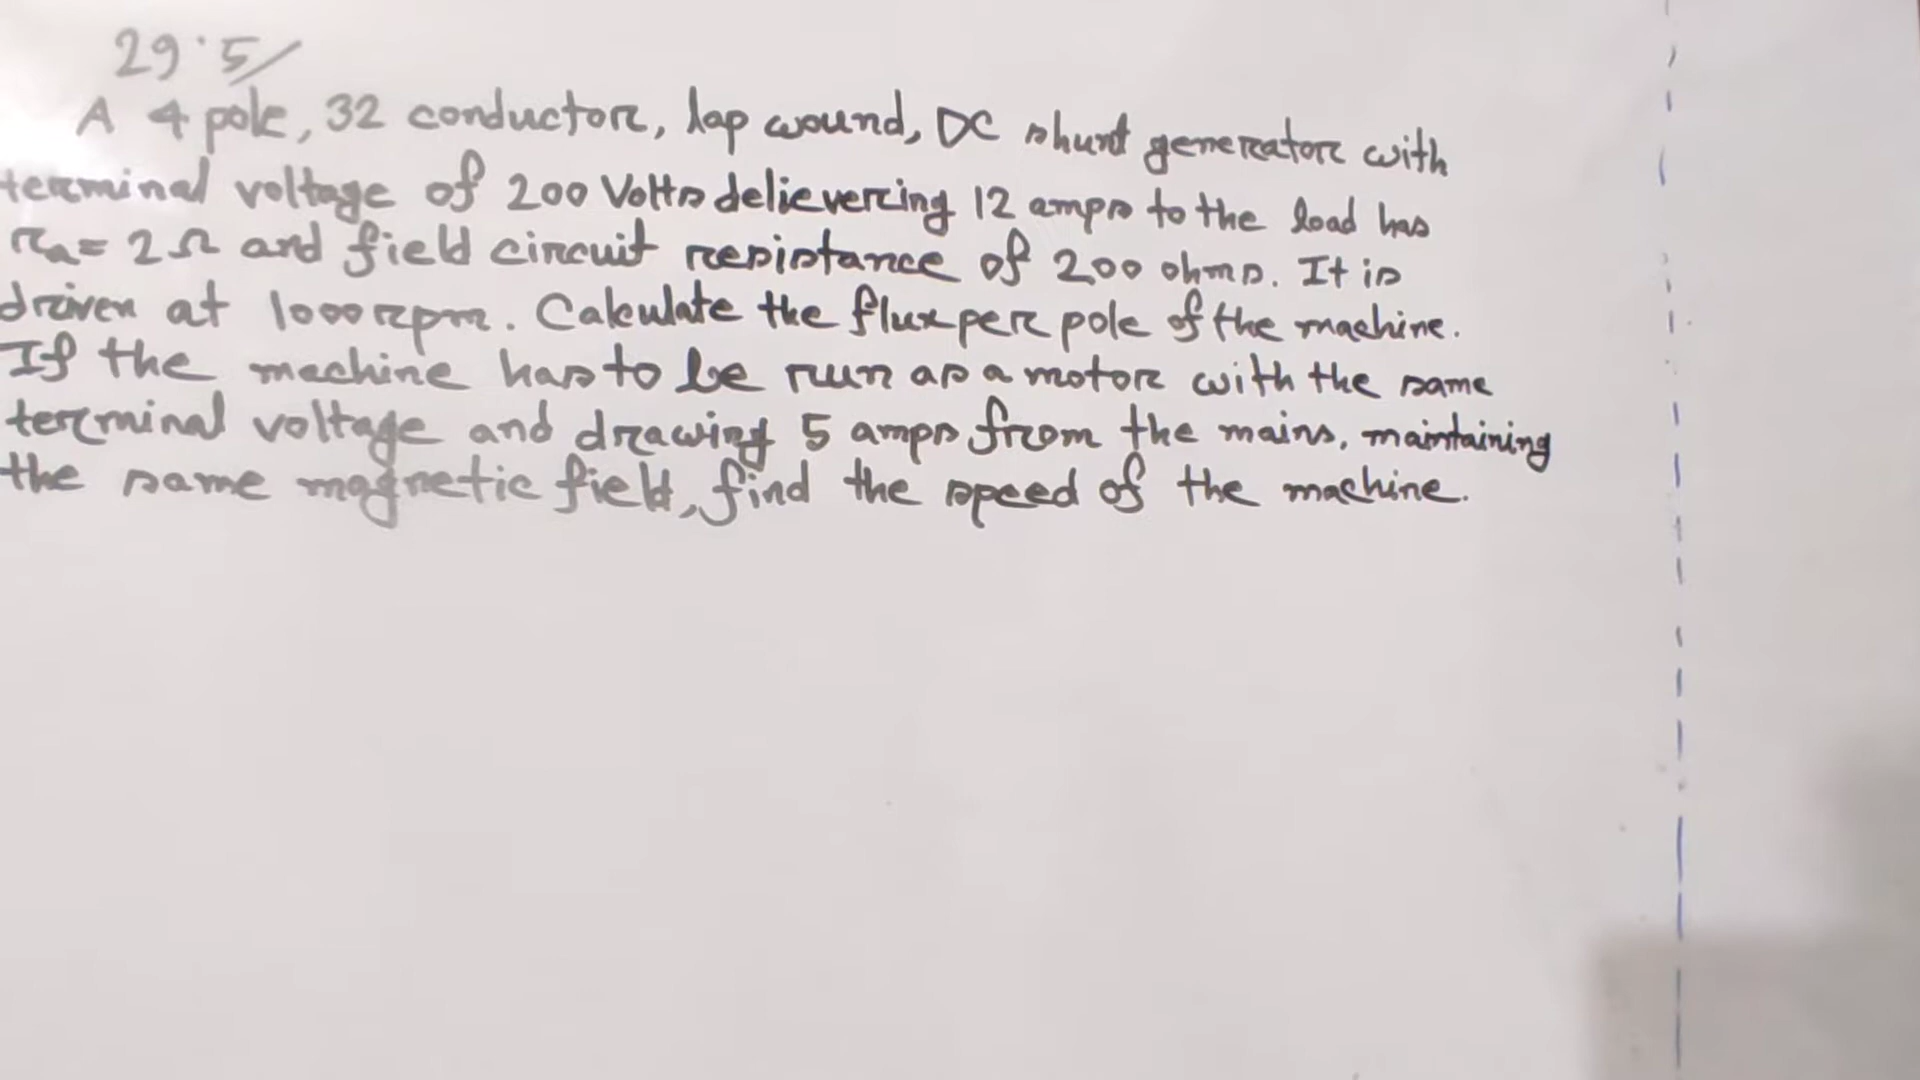 29.5/
A 4 pole, 32 conductor, lap wound, DC shunt generator with
terminal voltage of 200 Volts delievering 12 amps to the load has
ra = 2Ω and field circuit resistance of 200 ohms. It is
driven at 1000 rpm. Calculate the flux per pole of the machine.
If the machine has to be run as a motor with the same
terminal voltage and drawing 5 amps from the mains, maintaining
the same magnetic field, find the speed of the machine.